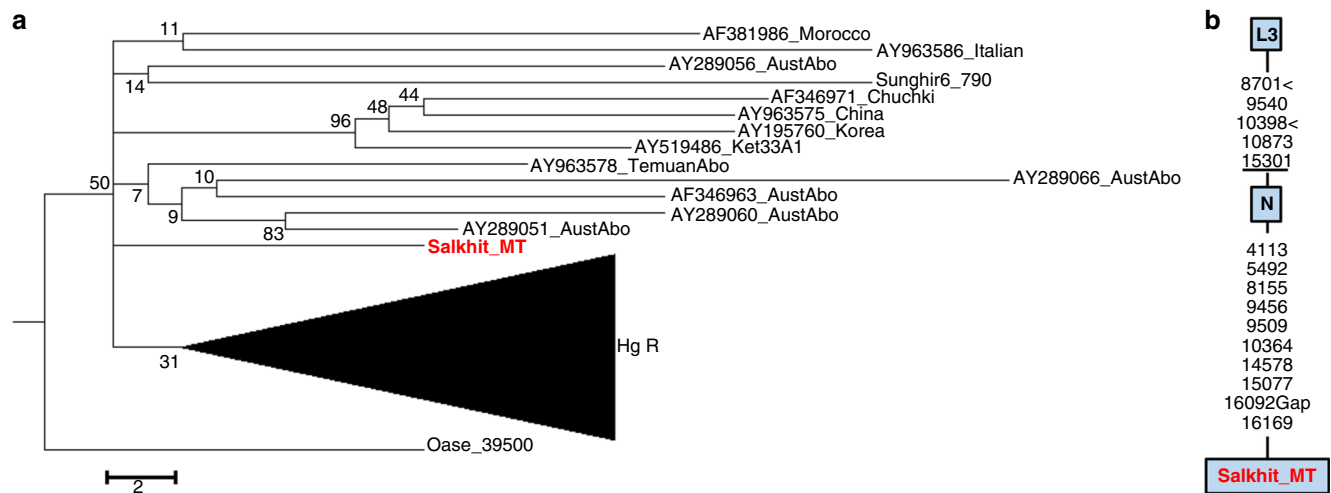 a
11
AF381986_Morocco
AY963586_Italian
AY289056_AustAbo
14
Sunghir6_790
44
AF346971_Chuchki
48
AY963575_China
96
AY195760_Korea
AY519486_Ket33A1
AY963578_TemuanAbo
50
10
AY289066_AustAbo
7
AF346963_AustAbo
9
AY289060_AustAbo
83
AY289051_AustAbo
Salkhit_MT
Hg R
31
Oase_39500
2
b
L3
8701<
9540
10398<
10873
15301
N
4113
5492
8155
9456
9509
10364
14578
15077
16092Gap
16169
Salkhit_MT